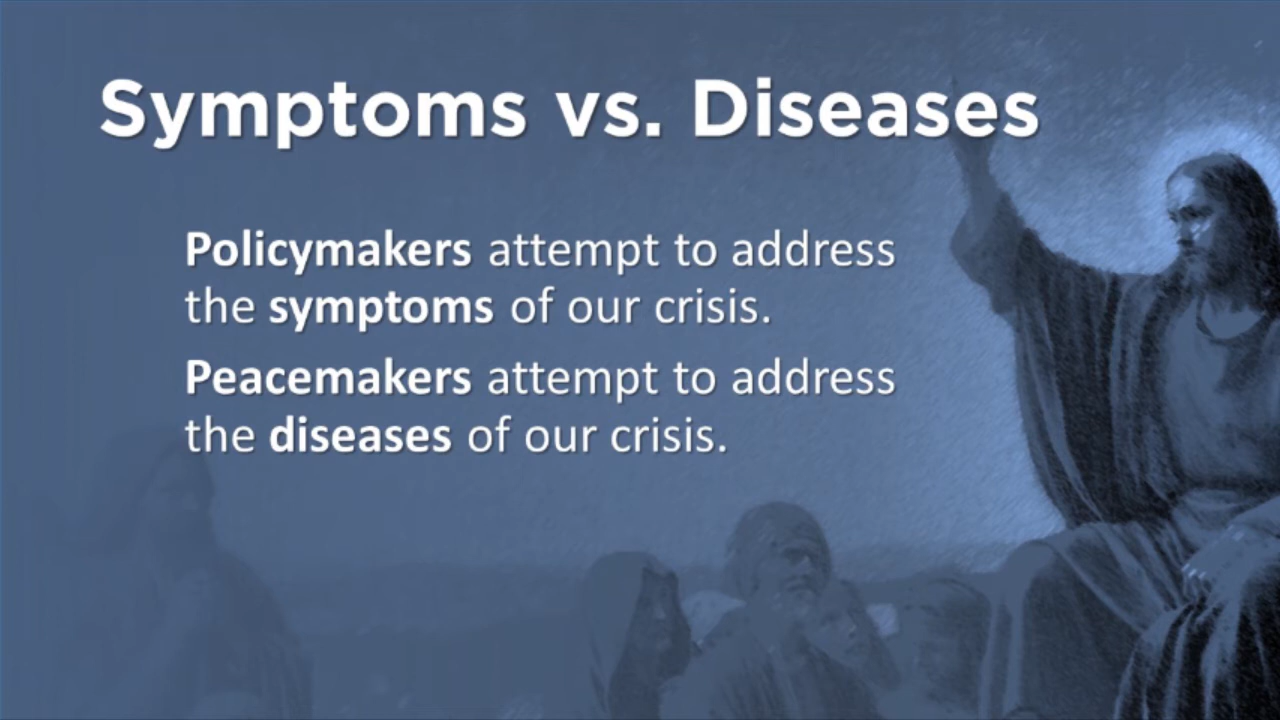 Symptoms vs. Diseases
Policymakers attempt to address
the symptoms of our crisis.
Peacemakers attempt to address
the diseases of our crisis.